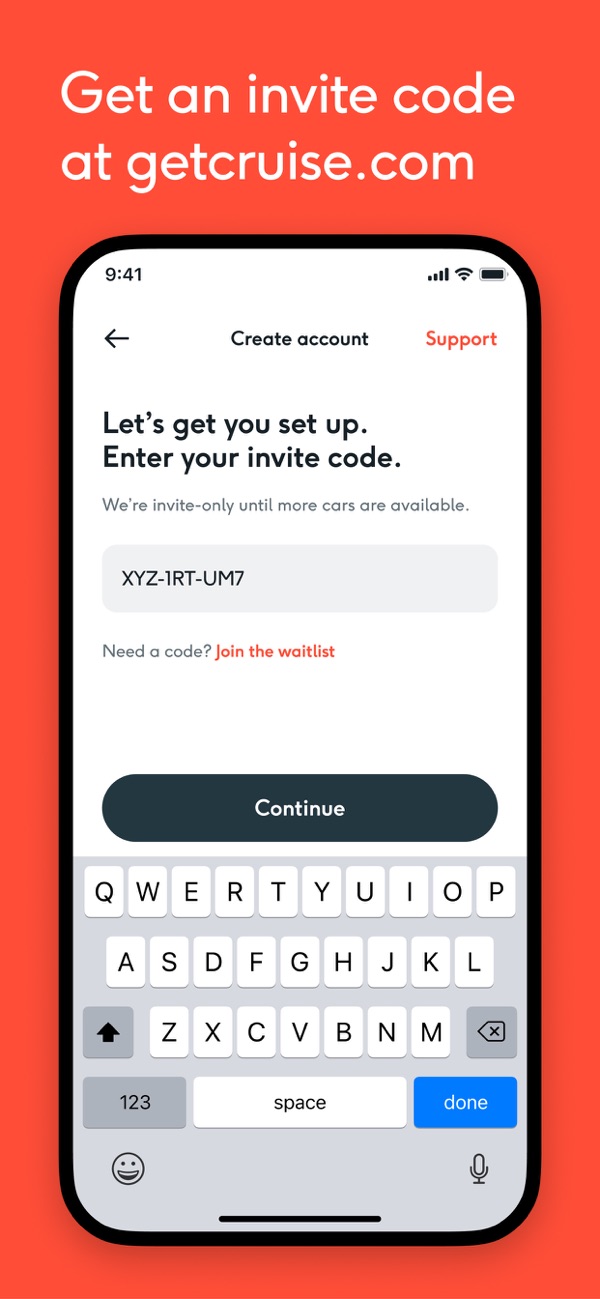 Get an invite code
at getcruise.com
9:41
Create account
Support
Let's get you set up.
Enter your invite code.
We're invite-only until more cars are available.
XYZ-1RT-UM7
Need a code? Join the waitlist
Continue
Q W E R T Y U I O P
A S D F G H J K L
Z X C V B N M
123 space done